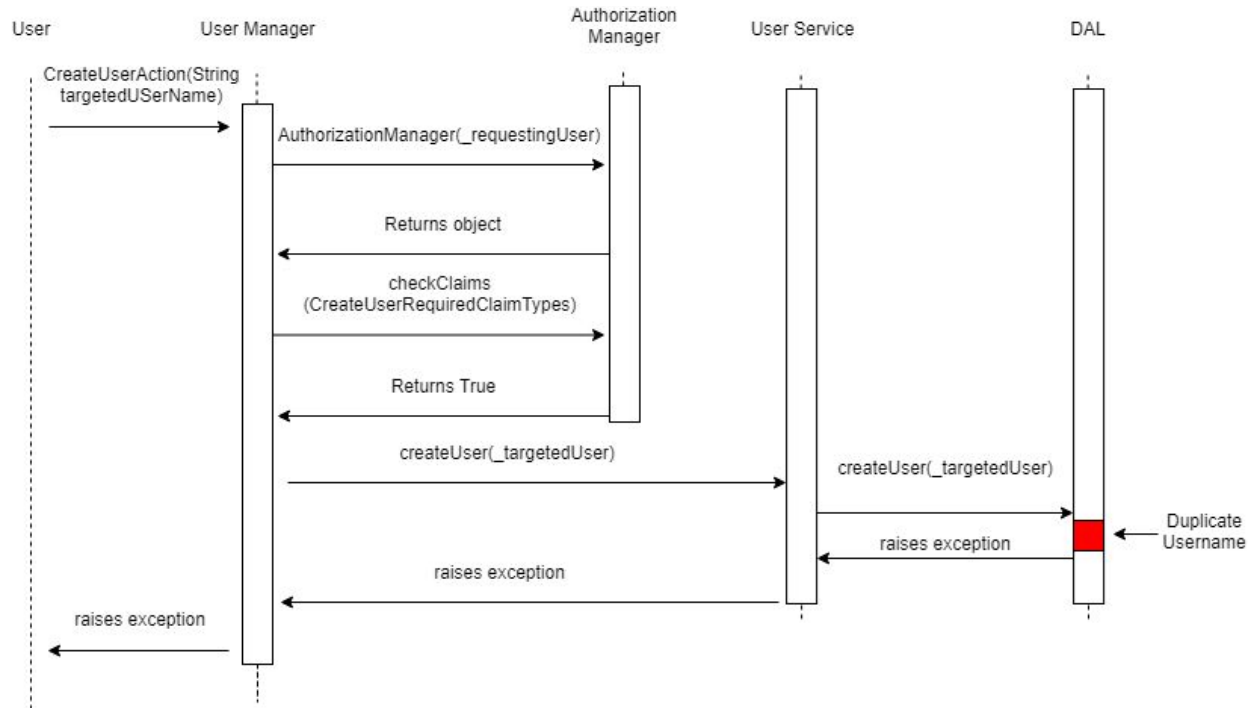 User
User Manager
Authorization
Manager
User Service
DAL
CreateUserAction(String
targetedUSerName)
AuthorizationManager(_requestingUser)
Returns object
checkClaims
(CreateUserRequiredClaimTypes)
Returns True
createUser(_targetedUser)
createUser(_targetedUser)
Duplicate
Username
raises exception
raises exception
raises exception